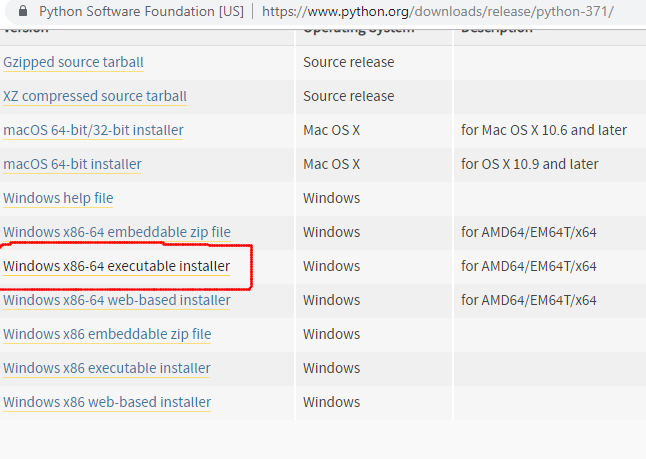 Python Software Foundation [US] | https://www.python.org/downloads/release/python-371/
Version Operating System Description
Gzipped source tarball Source release
XZ compressed source tarball Source release
macOS 64-bit/32-bit installer Mac OS X for Mac OS X 10.6 and later
macOS 64-bit installer Mac OS X for OS X 10.9 and later
Windows help file Windows
Windows x86-64 embeddable zip file Windows for AMD64/EM64T/x64
Windows x86-64 executable installer Windows for AMD64/EM64T/x64
Windows x86-64 web-based installer Windows for AMD64/EM64T/x64
Windows x86 embeddable zip file Windows
Windows x86 executable installer Windows
Windows x86 web-based installer Windows